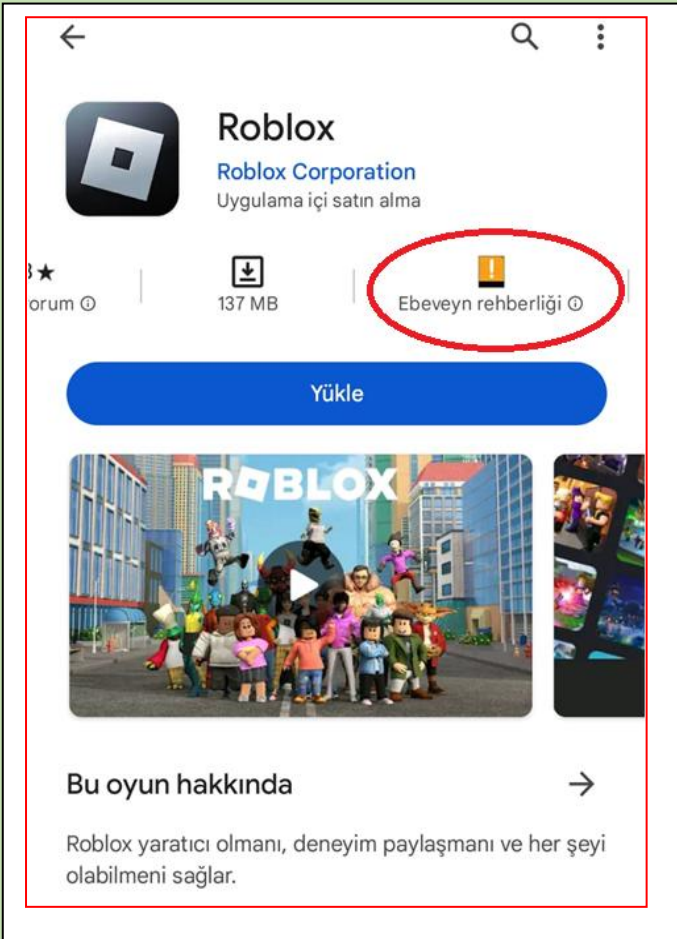 Roblox
Roblox Corporation
Uygulama içi satın alma
137 MB
Ebeveyn rehberliği
Yükle
ROBLOX
Bu oyun hakkında
Roblox yaratıcı olmanı, deneyim paylaşmanı ve her şeyi
olabilmeni sağlar.